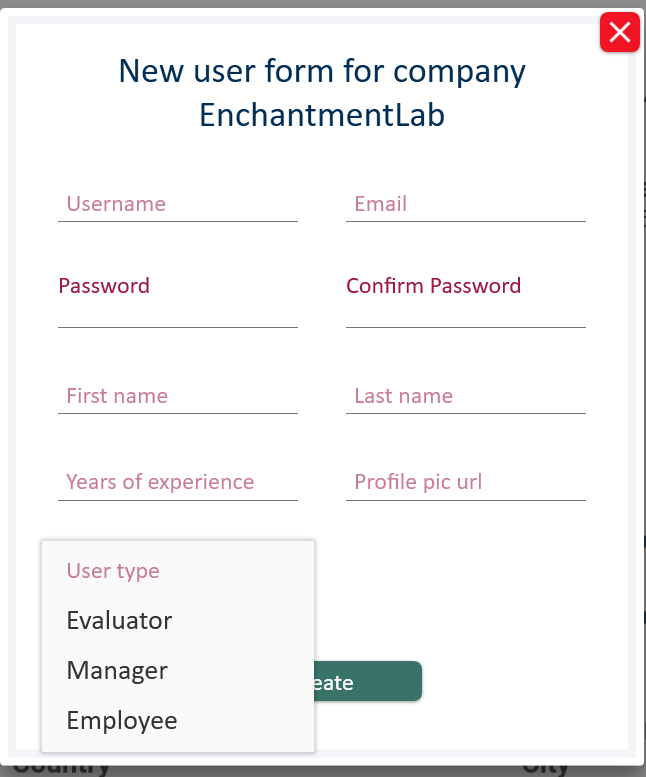 New user form for company
EnchantmentLab
Username
Email
Password
Confirm Password
First name
Last name
Years of experience
Profile pic url
User type
Evaluator
Manager
eate
Employee
Country
City